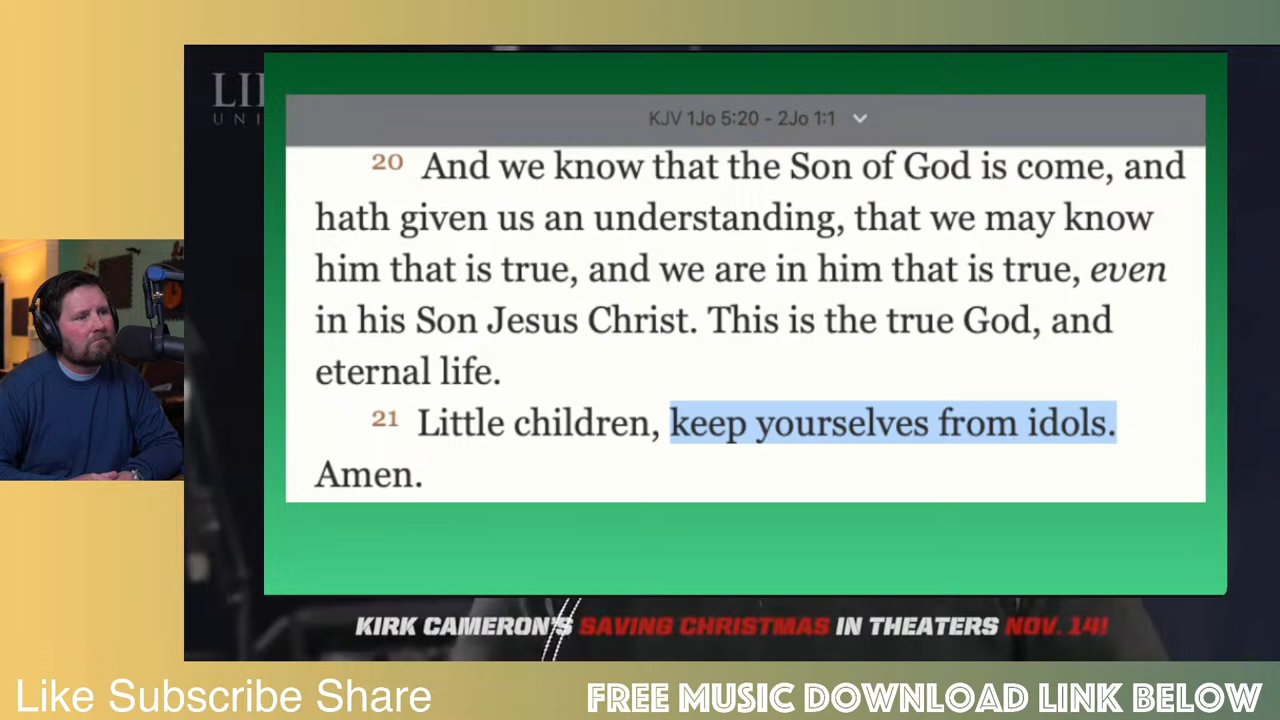 LI
UNI
KJV 1Jo 5:20 - 2Jo 1:1
20 And we know that the Son of God is come, and
hath given us an understanding, that we may know
him that is true, and we are in him that is true, even
in his Son Jesus Christ. This is the true God, and
eternal life.
21 Little children, keep yourselves from idols.
Amen.
KIRK CAMERON'S SAVING CHRISTMAS IN THEATERS NOV. 14!
Like Subscribe Share
FREE MUSIC DOWNLOAD LINK BELOW